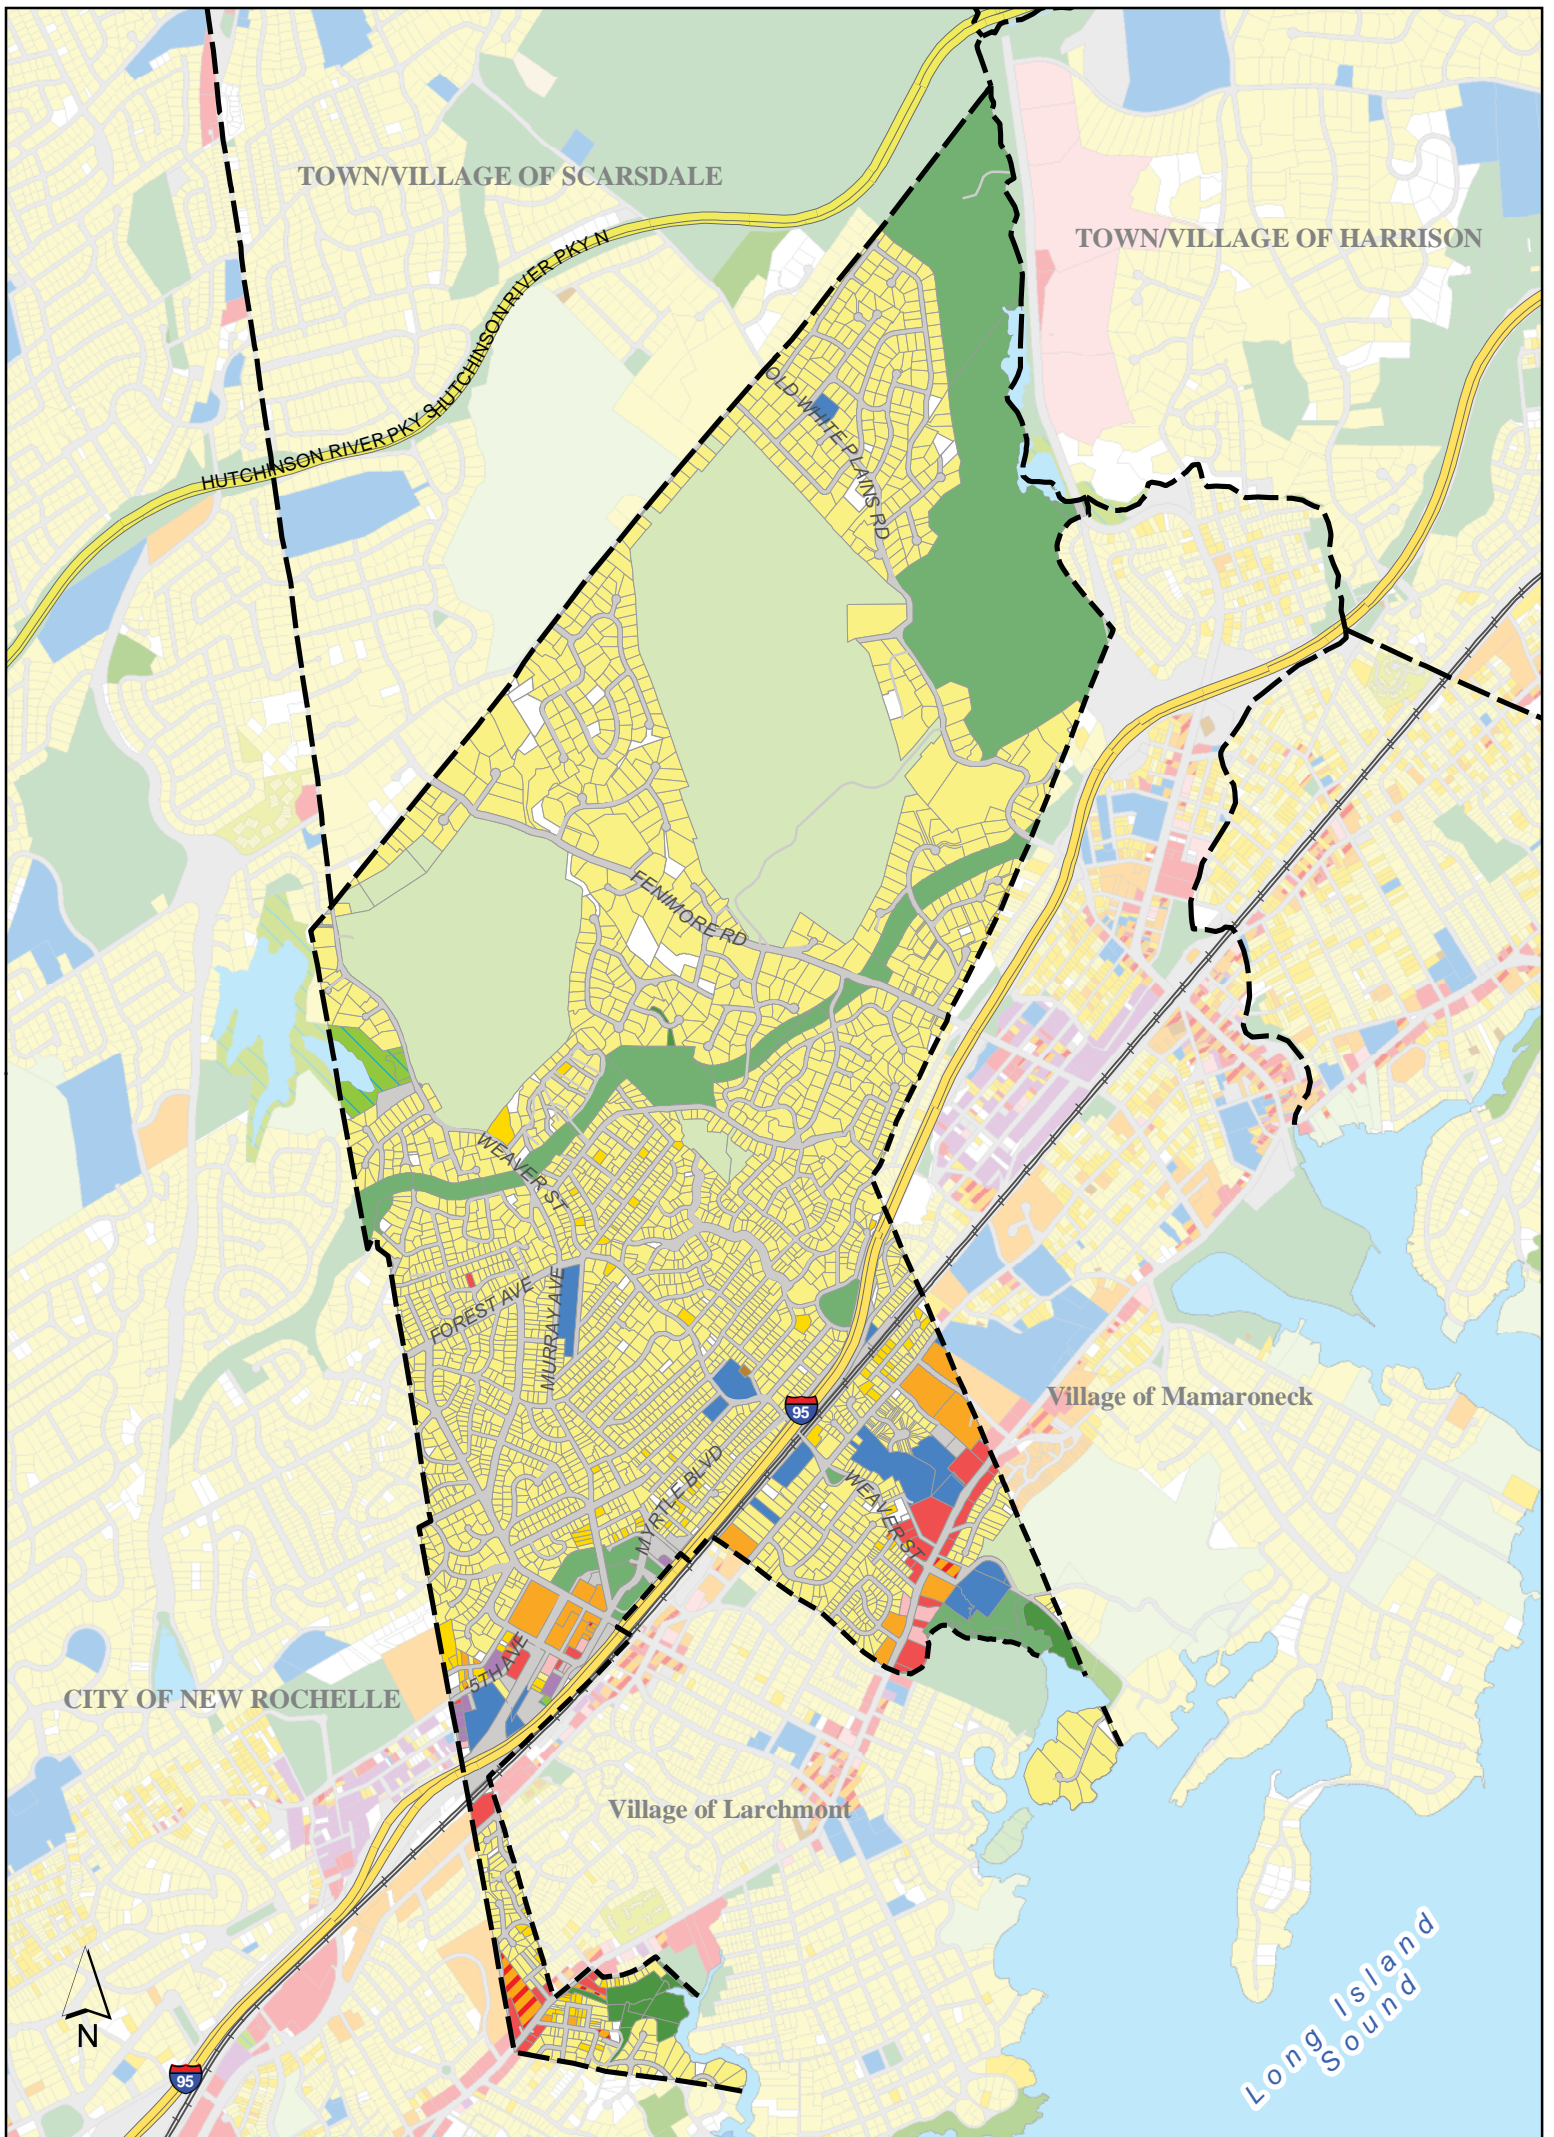 TOWN/VILLAGE OF SCARSDALE
TOWN/VILLAGE OF HARRISON
HUTCHINSON RIVER PKY N
HUTCHINSON RIVER PKY S
OLD WHITE PLAINS RD
FENIMORE RD
WEAVER ST
FOREST AVE
MURRAY AVE
Village of Mamaroneck
95
MYRTLE BLVD
WEAVER ST
5TH AVE
CITY OF NEW ROCHELLE
Village of Larchmont
Long Island
Sound
N
95